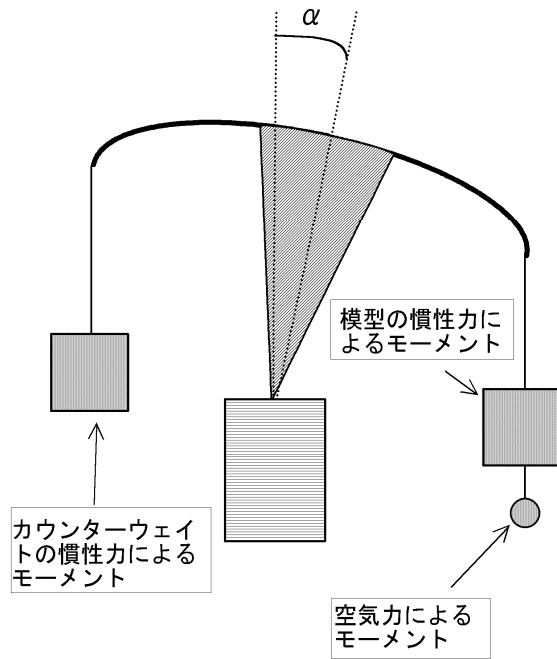 α
模型の慣性力に
よるモーメント
カウンターウェイ
トの慣性力による
モーメント
空気力による
モーメント